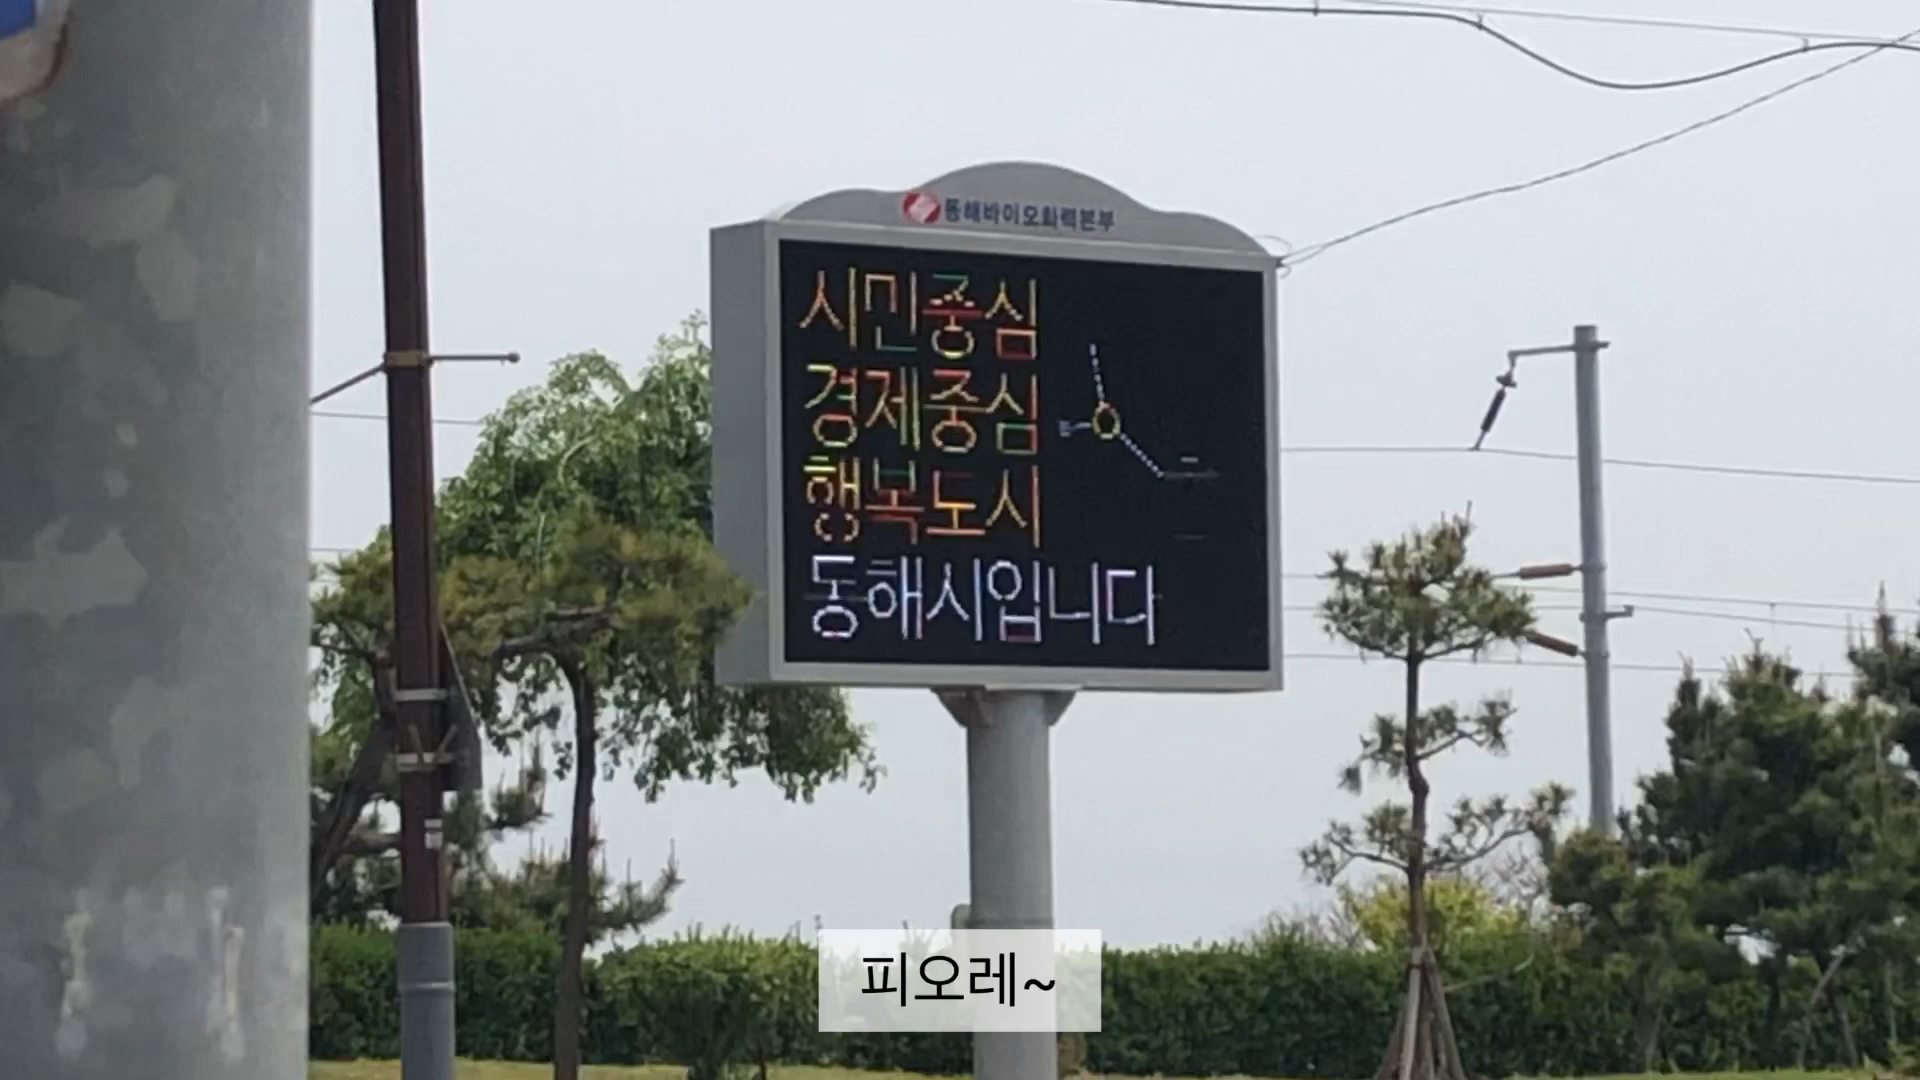 동해바이오화력본부
시민중심
경제중심
행복도시
동해시입니다
피오레~